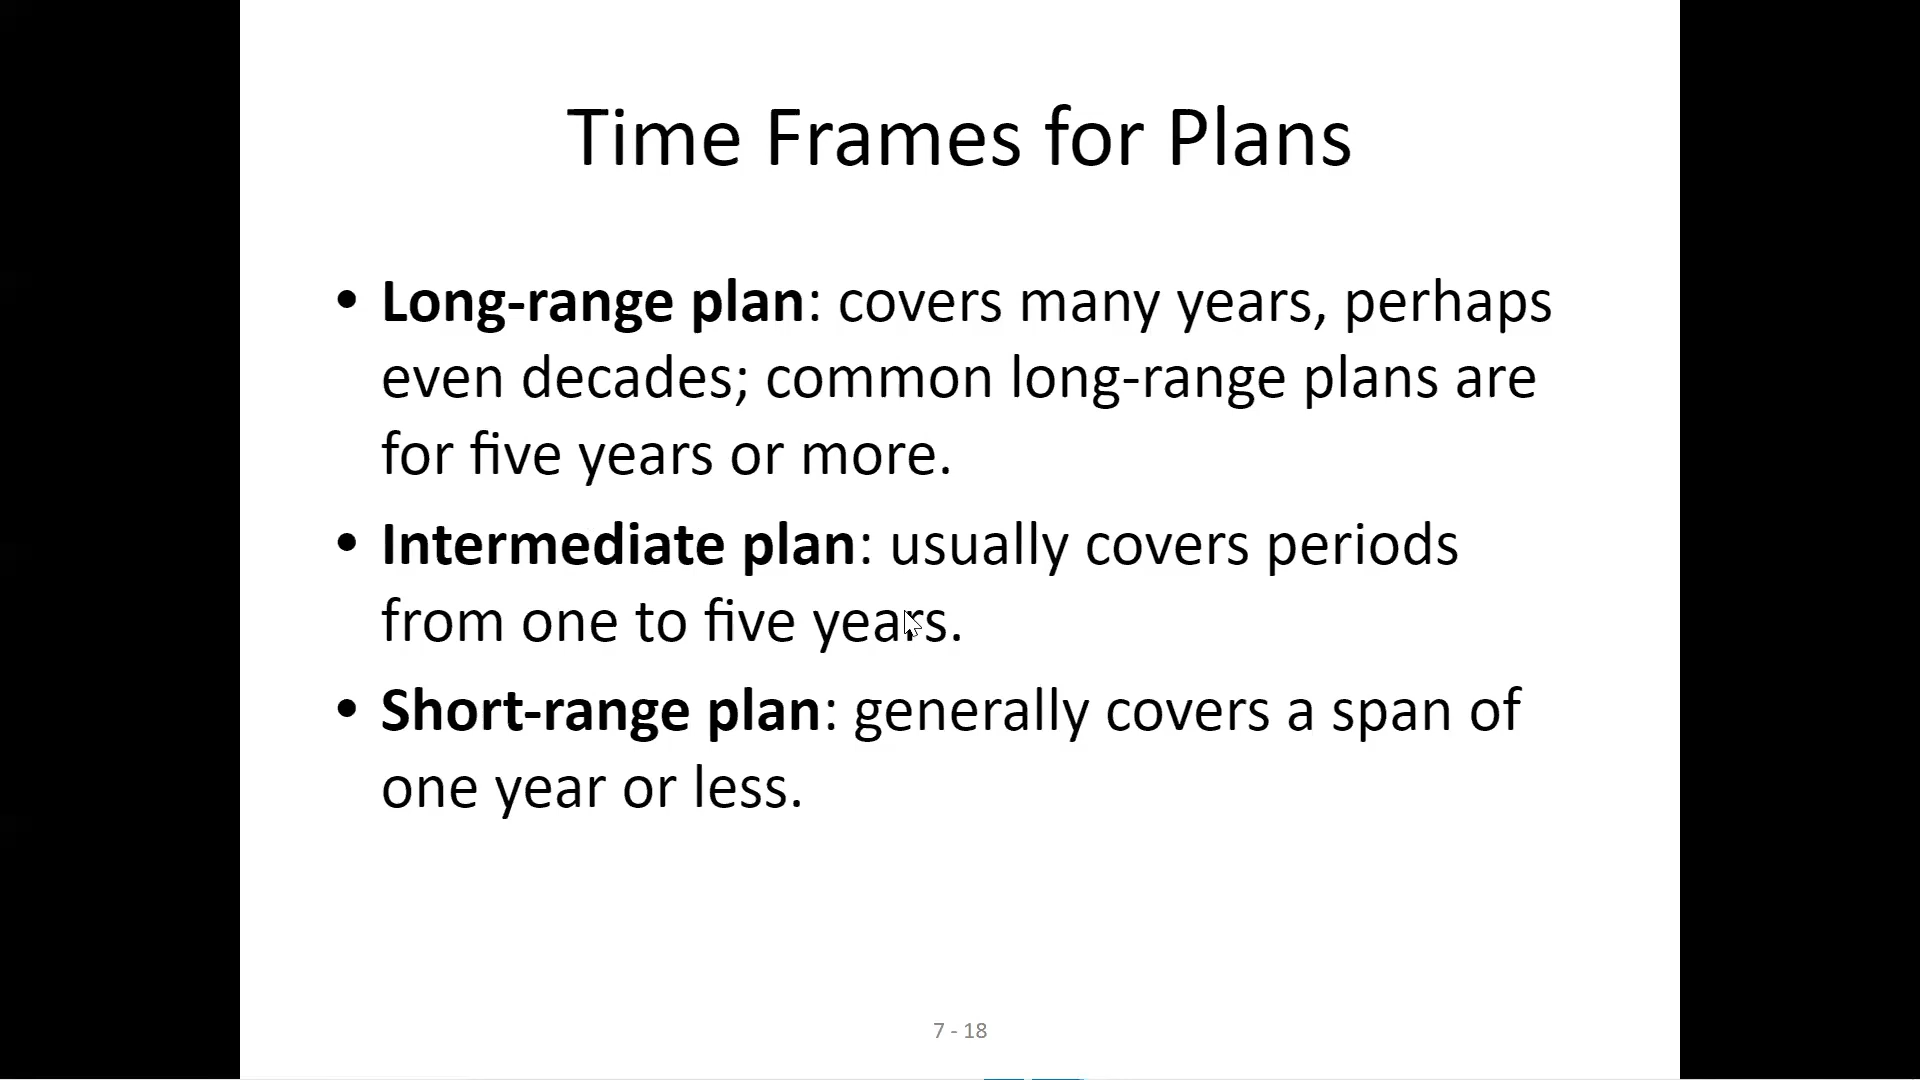 Time Frames for Plans
• Long-range plan: covers many years, perhaps
even decades; common long-range plans are
for five years or more.
• Intermediate plan: usually covers periods
from one to five years.
• Short-range plan: generally covers a span of
one year or less.
7 - 18